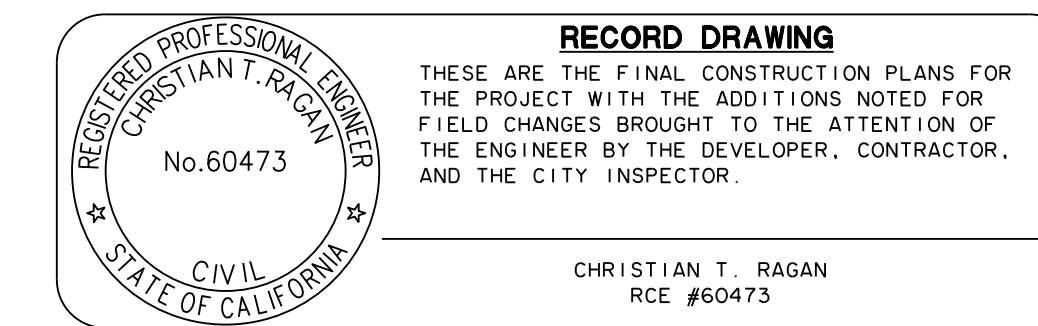 REGISTERED PROFESSIONAL ENGINEER
CHRISTIAN T. RAGAN
No.60473
CIVIL
STATE OF CALIFORNIA
RECORD DRAWING
THESE ARE THE FINAL CONSTRUCTION PLANS FOR
THE PROJECT WITH THE ADDITIONS NOTED FOR
FIELD CHANGES BROUGHT TO THE ATTENTION OF
THE ENGINEER BY THE DEVELOPER, CONTRACTOR,
AND THE CITY INSPECTOR.
CHRISTIAN T. RAGAN
RCE #60473